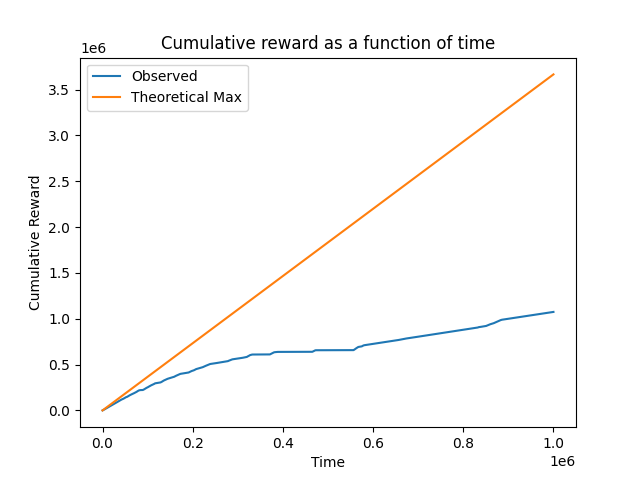 Cumulative reward as a function of time
1e6
Observed
Theoretical Max
3.5
3.0
2.5
2.0
1.5
1.0
0.5
0.0
Cumulative Reward
0.0 0.2 0.4 0.6 0.8 1.0
Time
1e6